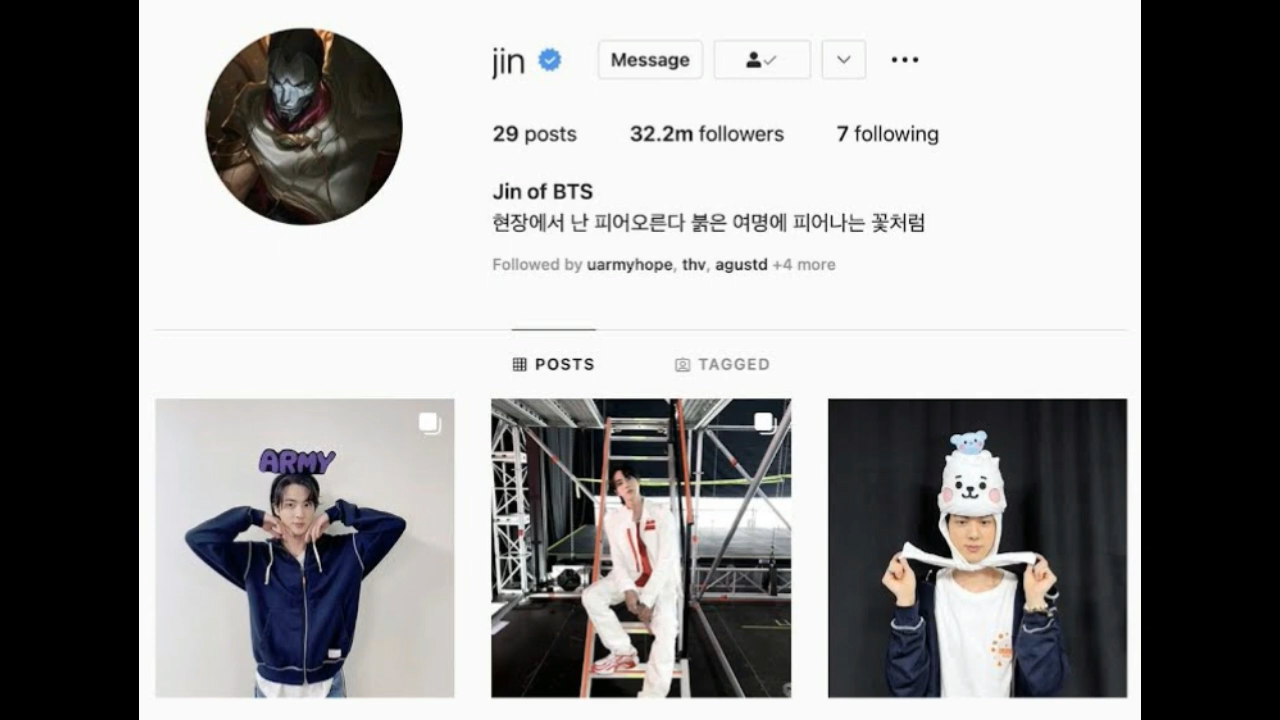 jin
Message
29 posts 32.2m followers 7 following
Jin of BTS
현장에서 난 피어오른다 붉은 여명에 피어나는 꽃처럼
Followed by uarmyhope, thv, agustd +4 more
POSTS TAGGED
ARMY